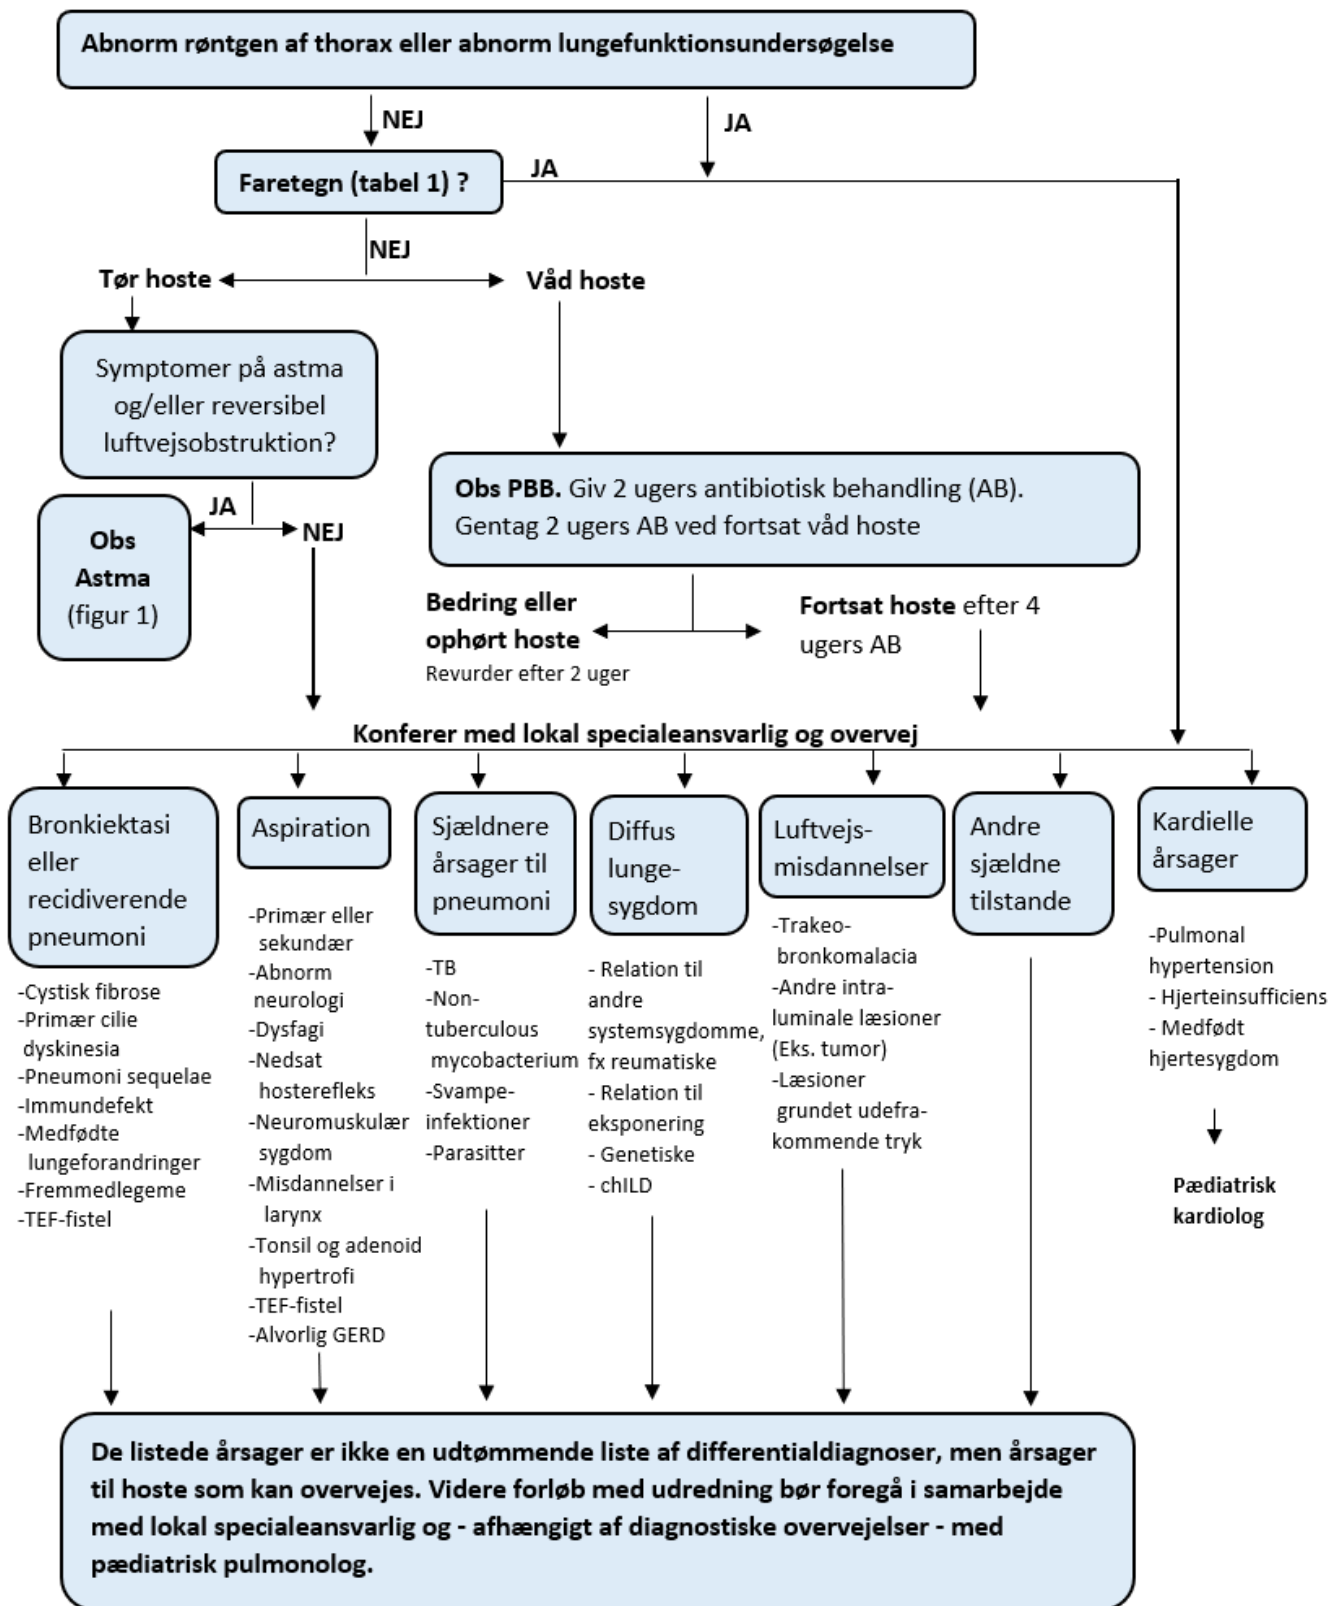 Abnorm røntgen af thorax eller abnorm lungefunktionsundersøgelse
NEJ
JA
Faretegn (tabel 1) ?
JA
NEJ
Tør hoste
Våd hoste
Symptomer på astma
og/eller reversibel
luftvejsobstruktion?
JA
NEJ
Obs
Astma
(figur 1)
Obs PBB. Giv 2 ugers antibiotisk behandling (AB).
Gentag 2 ugers AB ved fortsat våd hoste
Bedring eller
ophørt hoste
Revurder efter 2 uger
Fortsat hoste efter 4
ugers AB
Konferer med lokal specialeansvarlig og overvej
Bronkiektasi
eller
recidiverende
pneumoni
-Cystisk fibrose
-Primær cilie
dyskinesia
-Pneumoni sequelae
-Immundefekt
-Medfødte
lungeforandringer
-Fremmedlegeme
-TEF-fistel
Aspiration
-Primær eller
sekundær
-Abnorm
neurologi
-Dysfagi
-Nedsat
hosterefleks
-Neuromuskulær
sygdom
-Misdannelser i
larynx
-Tonsil og adenoid
hypertrofi
-TEF-fistel
-Alvorlig GERD
Sjældnere
årsager til
pneumoni
-TB
-Non-
tuberculous
mycobacterium
-Svampe-
infektioner
-Parasitter
Diffus
lunge-
sygdom
- Relation til
andre
systemsygdomme,
fx reumatiske
- Relation til
eksponering
- Genetiske
- chILD
Luftvejs-
misdannelser
-Trakeo-
bronkomalacia
-Andre intra-
luminale læsioner
(Eks. tumor)
-Læsioner
grundet udefra-
kommende tryk
Andre
sjældne
tilstande
Kardielle
årsager
-Pulmonal
hypertension
- Hjerteinsufficiens
- Medfødt
hjertesygdom
Pædiatrisk
kardiolog
De listede årsager er ikke en udtømmende liste af differentialdiagnoser, men årsager
til hoste som kan overvejes. Videre forløb med udredning bør foregå i samarbejde
med lokal specialeansvarlig og - afhængigt af diagnostiske overvejelser - med
pædiatrisk pulmonolog.